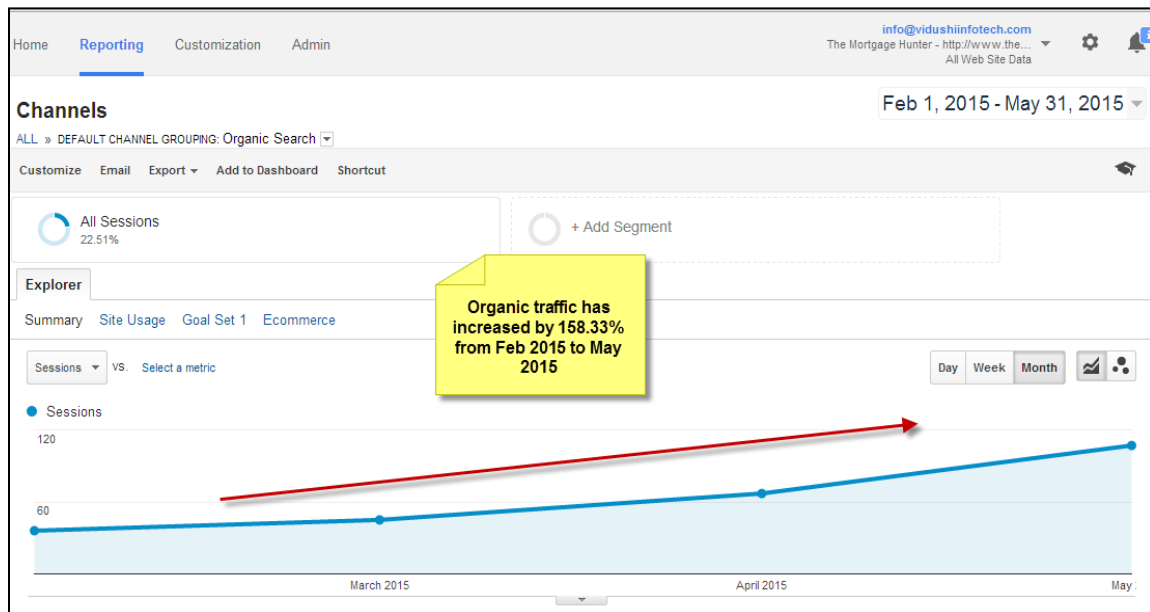 Home Reporting Customization Admin
info@vidushiinfotech.com
The Mortgage Hunter - http://www.the...
All Web Site Data
Channels
Feb 1, 2015 - May 31, 2015
ALL » DEFAULT CHANNEL GROUPING: Organic Search
Customize Email Export Add to Dashboard Shortcut
All Sessions
22.51%
+ Add Segment
Explorer
Organic traffic has
increased by 158.33%
from Feb 2015 to May
2015
Summary Site Usage Goal Set 1 Ecommerce
Sessions VS. Select a metric
Day Week Month
Sessions
120
60
March 2015 April 2015 May